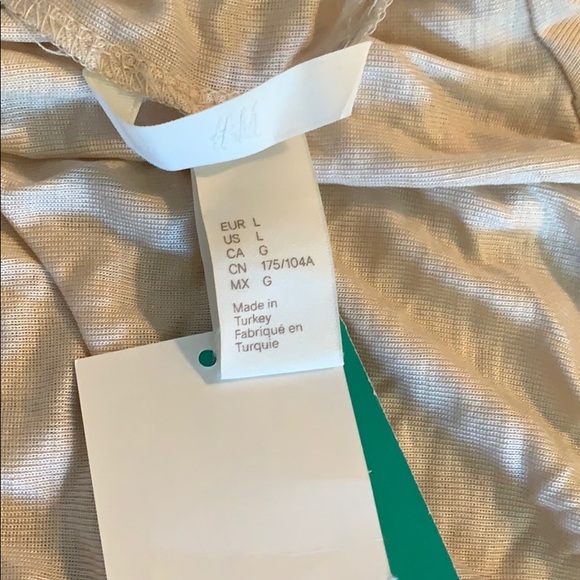 H&M
EUR L
US L
CA G
CN 175/104A
MX G
Made in
Turkey
Fabriqué en
Turquie